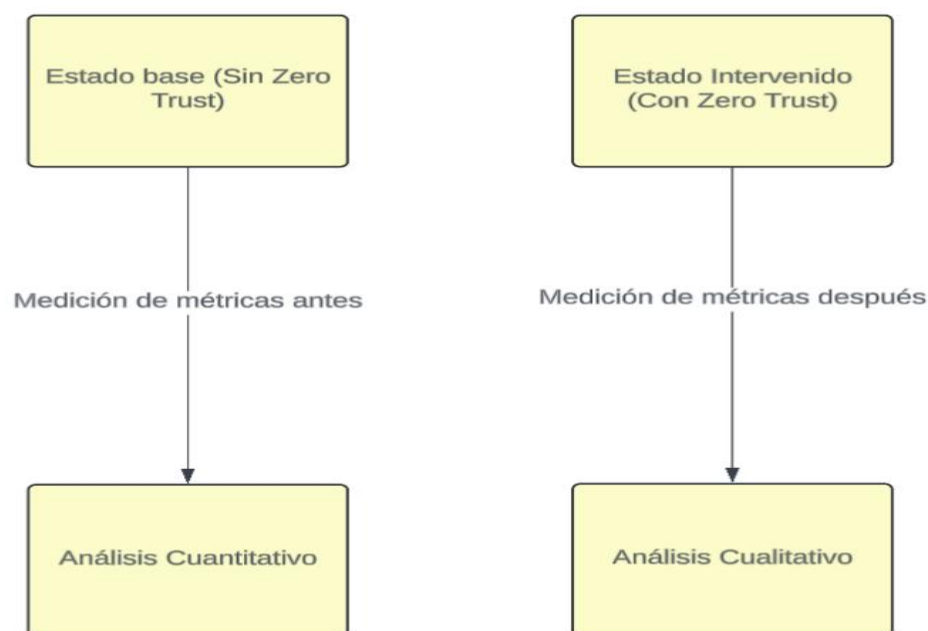 Estado base (Sin Zero
Trust)
Estado Intervenido
(Con Zero Trust)
Medición de métricas antes
Medición de métricas después
Análisis Cuantitativo
Análisis Cualitativo